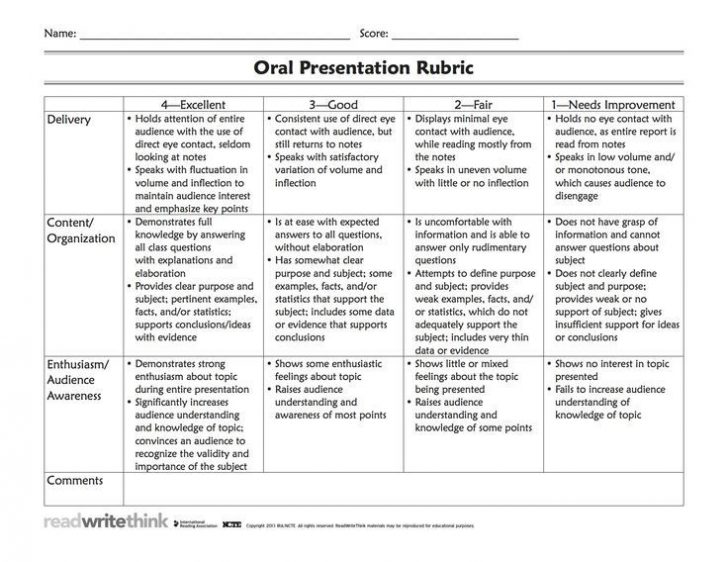 Name: ______________________________ Score: ______________
Oral Presentation Rubric
4—Excellent 3—Good 2—Fair 1—Needs Improvement
Delivery
• Holds attention of entire
audience with the use of
direct eye contact, seldom
looking at notes
• Speaks with fluctuation in
volume and inflection to
maintain audience interest
and emphasize key points
• Consistent use of direct eye
contact with audience, but
still returns to notes
• Speaks with satisfactory
variation of volume and
inflection
• Displays minimal eye
contact with audience,
while reading mostly from
the notes
• Speaks in uneven volume
with little or no inflection
• Holds no eye contact with
audience, as entire report is
read from notes
• Speaks in low volume and/
or monotonous tone,
which causes audience to
disengage
Content/
Organization
• Demonstrates full
knowledge by answering
all class questions
with explanations and
elaboration
• Provides clear purpose and
subject; pertinent examples,
facts, and/or statistics;
supports conclusions/ideas
with evidence
• Is at ease with expected
answers to all questions,
without elaboration
• Has somewhat clear
purpose and subject; some
examples, facts, and/or
statistics that support the
subject; includes some data
or evidence that supports
conclusions
• Is uncomfortable with
information and is able to
answer only rudimentary
questions
• Attempts to define purpose
and subject; provides
weak examples, facts, and/
or statistics, which do not
adequately support the
subject; includes very thin
data or evidence
• Does not have grasp of
information and cannot
answer questions about
subject
• Does not clearly define
subject and purpose;
provides weak or no
support of subject; gives
insufficient support for ideas
or conclusions
Enthusiasm/
Audience
Awareness
• Demonstrates strong
enthusiasm about topic
during entire presentation
• Significantly increases
audience understanding
and knowledge of topic;
convinces an audience to
recognize the validity and
importance of the subject
• Shows some enthusiastic
feelings about topic
• Raises audience
understanding and
awareness of most points
• Shows little or mixed
feelings about the topic
being presented
• Raises audience
understanding and
knowledge of some points
• Shows no interest in topic
presented
• Fails to increase audience
understanding of
knowledge of topic
Comments
readwritethink International
Reading Association NCTE Copyright 2013 IRA/NCTE. All rights reserved. ReadWriteThink materials may be reproduced for educational purposes.